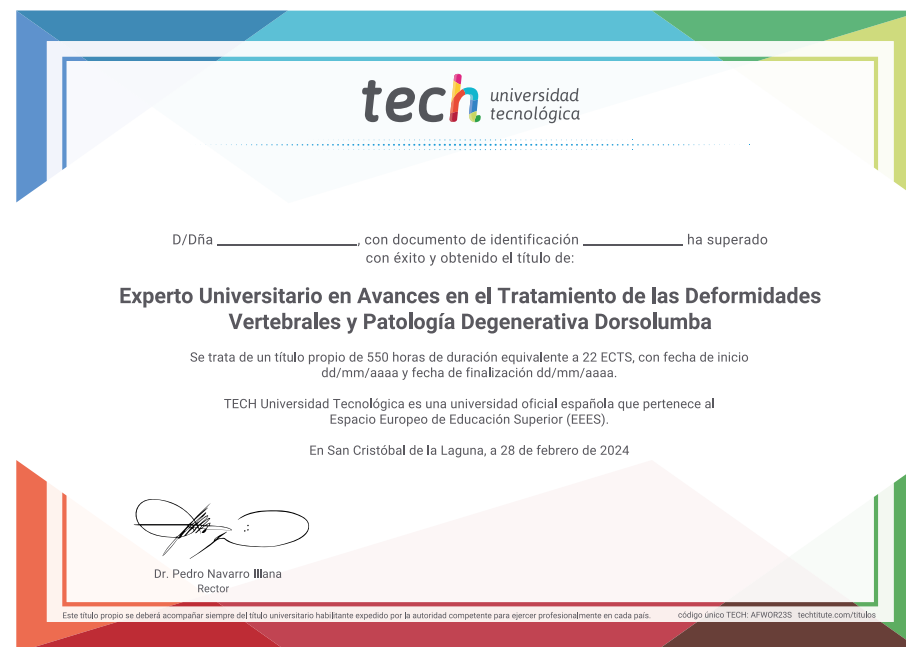 tech universidad
tecnológica
D/Dña ____________________, con documento de identificación ______________ ha superado
con éxito y obtenido el título de:
Experto Universitario en Avances en el Tratamiento de las Deformidades
Vertebrales y Patología Degenerativa Dorsolumba
Se trata de un título propio de 550 horas de duración equivalente a 22 ECTS, con fecha de inicio
dd/mm/aaaa y fecha de finalización dd/mm/aaaa.
TECH Universidad Tecnológica es una universidad oficial española que pertenece al
Espacio Europeo de Educación Superior (EEES).
En San Cristóbal de la Laguna, a 28 de febrero de 2024
Dr. Pedro Navarro Illana
Rector
Este título propio se deberá acompañar siempre del título universitario habilitante expedido por la autoridad competente para ejercer profesionalmente en cada país. código único TECH: AFWOR23S techtitute.com/titulos